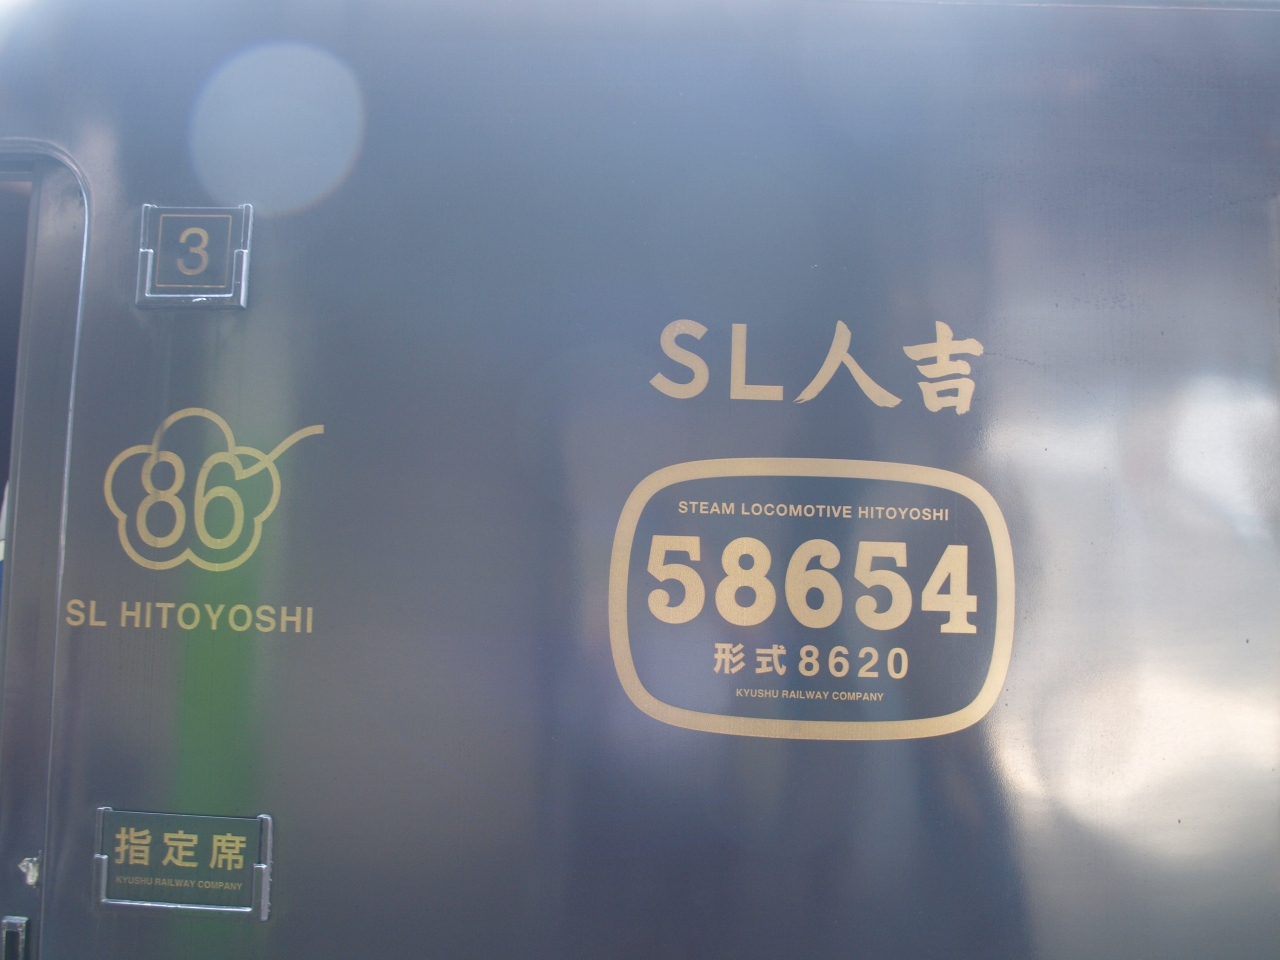 3
86
SL HITOYOSHI
指定席
KYUSHU RAILWAY COMPANY
SL人吉
STEAM LOCOMOTIVE HITOYOSHI
58654
形式8620
KYUSHU RAILWAY COMPANY